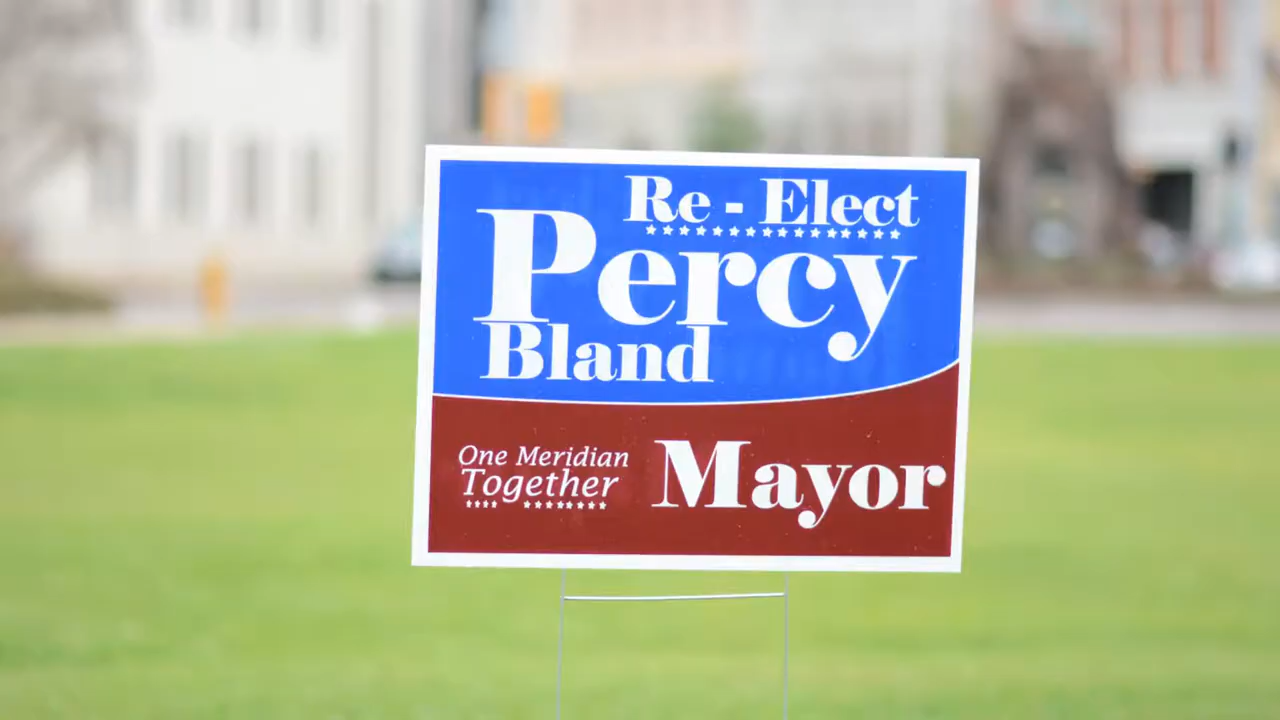 Re - Elect
Percy
Bland
One Meridian
Together
Mayor